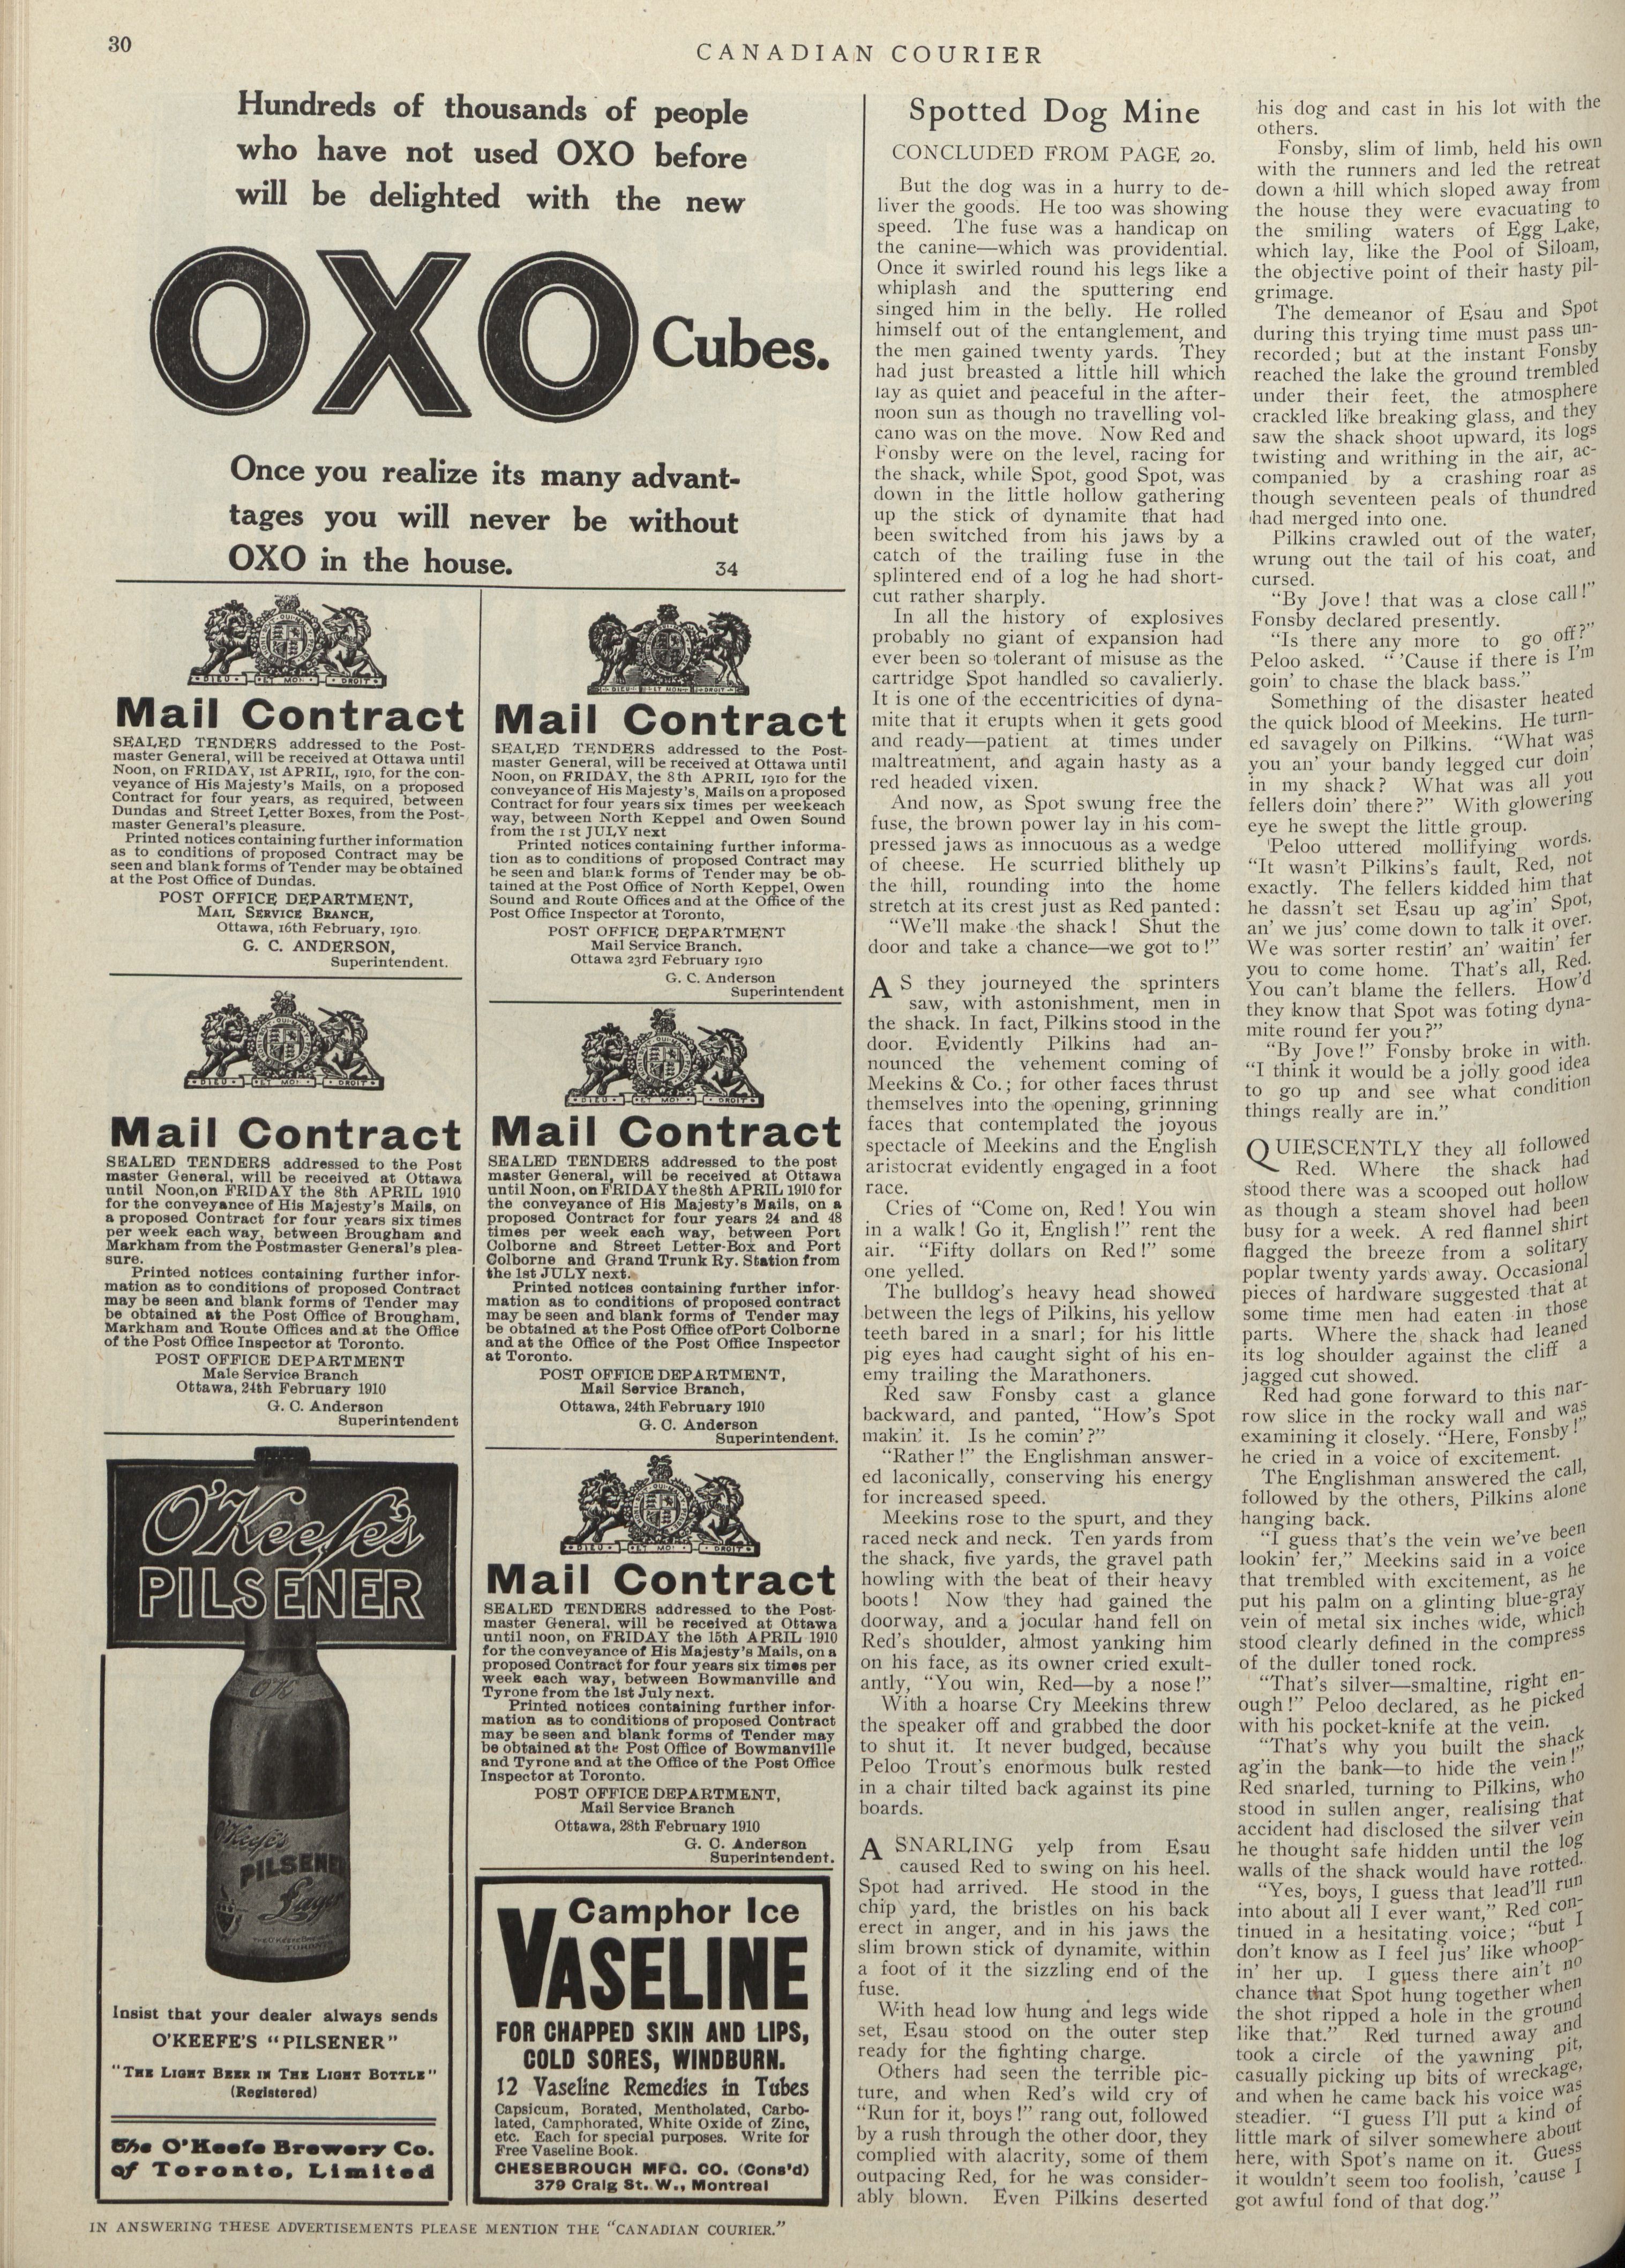 30
CANADIAN COURIER
Hundreds of thousands of people
who have not used OXO before
will be delighted with the new
OXO Cubes.
Once you realize its many advant-
tages you will never be without
OXO in the house. 34
DIEU ET MON DROIT
Mail Contract
SEALED TENDERS addressed to the Post-
master General, will be received at Ottawa until
Noon, on FRIDAY, 1st APRIL, 1910, for the con-
veyance of His Majesty's Mails, on a proposed
Contract for four years, as required, between
Dundas and Street Letter Boxes, from the Post-
master General's pleasure.
Printed notices containing further information
as to conditions of proposed Contract may be
seen and blank forms of Tender may be obtained
at the Post Office of Dundas.
POST OFFICE DEPARTMENT,
MAIL SERVICE BRANCH,
Ottawa, 16th February, 1910.
G. C. ANDERSON,
Superintendent.
DIEU ET MON DROIT
Mail Contract
SEALED TENDERS addressed to the Post
master General, will be received at Ottawa
until Noon,on FRIDAY the 8th APRIL 1910
for the conveyance of His Majesty's Mails, on
a proposed Contract for four years six times
per week each way, between Brougham and
Markham from the Postmaster General's plea-
sure.
Printed notices containing further infor-
mation as to conditions of proposed Contract
may be seen and blank forms of Tender may
be obtained at the Post Office of Brougham,
Markham and Route Offices and at the Office
of the Post Office Inspector at Toronto.
POST OFFICE DEPARTMENT
Male Service Branch
Ottawa, 24th February 1910
G. C. Anderson
Superintendent
O'Keefe's
PILSENER
OK
O'Keefe's
PILSENER
Lager
TORONTO
Insist that your dealer always sends
O'KEEFE'S "PILSENER"
"THE LIGHT BEER IN THE LIGHT BOTTLE"
(Registered)
The O'Keefe Brewery Co.
of Toronto, Limited
DIEU ET MON DROIT
Mail Contract
SEALED TENDERS addressed to the Post-
master General, will be received at Ottawa until
Noon, on FRIDAY, the 8th APRIL 1910 for the
conveyance of His Majesty's, Mails on a proposed
Contract for four years six times per weekeach
way, between North Keppel and Owen Sound
from the 1st JULY next
Printed notices containing further informa-
tion as to conditions of proposed Contract may
be seen and blank forms of Tender may be ob-
tained at the Post Office of North Keppel, Owen
Sound and Route Offices and at the Office of the
Post Office Inspector at Toronto,
POST OFFICE DEPARTMENT
Mail Service Branch.
Ottawa 23rd February 1910
G. C. Anderson
Superintendent
DIEU ET MON DROIT
Mail Contract
SEALED TENDERS addressed to the post
master General, will be received at Ottawa
until Noon, on FRIDAY the 8th APRIL 1910 for
the conveyance of His Majesty's Mails, on a
proposed Contract for four years 24 and 48
times per week each way, between Port
Colborne and Street Letter-Box and Port
Colborne and Grand Trunk Ry. Station from
the 1st JULY next.
Printed notices containing further infor-
mation as to conditions of proposed contract
may be seen and blank forms of Tender may
be obtained at the Post Office ofPort Colborne
and at the Office of the Post Office Inspector
at Toronto.
POST OFFICE DEPARTMENT,
Mail Service Branch,
Ottawa, 24th February 1910
G. C. Anderson
Superintendent.
DIEU ET MON DROIT
Mail Contract
SEALED TENDERS addressed to the Post-
master General, will be received at Ottawa
until noon, on FRIDAY the 15th APRIL 1910
for the conveyance of His Majesty's Mails, on a
proposed Contract for four years six times per
week each way, between Bowmanville and
Tyrone from the 1st July next.
Printed notices containing further infor-
mation as to conditions of proposed Contract
may be seen and blank forms of Tender may
be obtained at the Post Office of Bowmanville
and Tyrone and at the Office of the Post Office
Inspector at Toronto.
POST OFFICE DEPARTMENT,
Mail Service Branch
Ottawa, 28th February 1910
G. C. Anderson
Superintendent.
Camphor Ice
VASELINE
FOR CHAPPED SKIN AND LIPS,
COLD SORES, WINDBURN.
12 Vaseline Remedies in Tubes
Capsicum, Borated, Mentholated, Carbo-
lated, Camphorated, White Oxide of Zinc,
etc. Each for special purposes. Write for
Free Vaseline Book.
CHESEBROUGH MFG. CO. (Cons'd)
379 Craig St. W., Montreal
Spotted Dog Mine
CONCLUDED FROM PAGE 20.
But the dog was in a hurry to de-
liver the goods. He too was showing
speed. The fuse was a handicap on
the canine—which was providential.
Once it swirled round his legs like a
whiplash and the sputtering end
singed him in the belly. He rolled
himself out of the entanglement, and
the men gained twenty yards. They
had just breasted a little hill which
lay as quiet and peaceful in the after-
noon sun as though no travelling vol-
cano was on the move. Now Red and
Fonsby were on the level, racing for
the shack, while Spot, good Spot, was
down in the little hollow gathering
up the stick of dynamite that had
been switched from his jaws by a
catch of the trailing fuse in the
splintered end of a log he had short-
cut rather sharply.
In all the history of explosives
probably no giant of expansion had
ever been so tolerant of misuse as the
cartridge Spot handled so cavalierly.
It is one of the eccentricities of dyna-
mite that it erupts when it gets good
and ready—patient at times under
maltreatment, and again hasty as a
red headed vixen.
And now, as Spot swung free the
fuse, the brown power lay in his com-
pressed jaws as innocuous as a wedge
of cheese. He scurried blithely up
the hill, rounding into the home
stretch at its crest just as Red panted:
"We'll make the shack! Shut the
door and take a chance—we got to!"
AS they journeyed the sprinters
saw, with astonishment, men in
the shack. In fact, Pilkins stood in the
door. Evidently Pilkins had an-
nounced the vehement coming of
Meekins & Co.; for other faces thrust
themselves into the opening, grinning
faces that contemplated the joyous
spectacle of Meekins and the English
aristocrat evidently engaged in a foot
race.
Cries of "Come on, Red! You win
in a walk! Go it, English!" rent the
air. "Fifty dollars on Red!" some
one yelled.
The bulldog's heavy head showed
between the legs of Pilkins, his yellow
teeth bared in a snarl; for his little
pig eyes had caught sight of his en-
emy trailing the Marathoners.
Red saw Fonsby cast a glance
backward, and panted, "How's Spot
makin' it. Is he comin'?"
"Rather!" the Englishman answer-
ed laconically, conserving his energy
for increased speed.
Meekins rose to the spurt, and they
raced neck and neck. Ten yards from
the shack, five yards, the gravel path
howling with the beat of their heavy
boots! Now they had gained the
doorway, and a jocular hand fell on
Red's shoulder, almost yanking him
on his face, as its owner cried exult-
antly, "You win, Red—by a nose!"
With a hoarse Cry Meekins threw
the speaker off and grabbed the door
to shut it. It never budged, because
Peloo Trout's enormous bulk rested
in a chair tilted back against its pine
boards.
A SNARLING yelp from Esau
caused Red to swing on his heel.
Spot had arrived. He stood in the
chip yard, the bristles on his back
erect in anger, and in his jaws the
slim brown stick of dynamite, within
a foot of it the sizzling end of the
fuse.
With head low hung and legs wide
set, Esau stood on the outer step
ready for the fighting charge.
Others had seen the terrible pic-
ture, and when Red's wild cry of
"Run for it, boys!" rang out, followed
by a rush through the other door, they
complied with alacrity, some of them
outpacing Red, for he was consider-
ably blown. Even Pilkins deserted
his dog and cast in his lot with the
others.
Fonsby, slim of limb, held his own
with the runners and led the retreat
down a hill which sloped away from
the house they were evacuating to
the smiling waters of Egg Lake,
which lay, like the Pool of Siloam,
the objective point of their hasty pil-
grimage.
The demeanor of Esau and Spot
during this trying time must pass un-
recorded; but at the instant Fonsby
reached the lake the ground trembled
under their feet, the atmosphere
crackled like breaking glass, and they
saw the shack shoot upward, its logs
twisting and writhing in the air, ac-
companied by a crashing roar as
though seventeen peals of thundred
had merged into one.
Pilkins crawled out of the water,
wrung out the tail of his coat, and
cursed.
"By Jove! that was a close call!"
Fonsby declared presently.
"Is there any more to go off?"
Peloo asked. "'Cause if there is I'm
goin' to chase the black bass."
Something of the disaster heated
the quick blood of Meekins. He turn-
ed savagely on Pilkins. "What was
you an' your bandy legged cur doin'
in my shack? What was all you
fellers doin' there?" With glowering
eye he swept the little group.
Peloo uttered mollifying words.
"It wasn't Pilkins's fault, Red, not
exactly. The fellers kidded him that
he dassn't set Esau up ag'in' Spot,
an' we jus' come down to talk it over.
We was sorter restin' an' waitin' fer
you to come home. That's all, Red.
You can't blame the fellers. How'd
they know that Spot was toting dyna-
mite round fer you?"
"By Jove!" Fonsby broke in with.
"I think it would be a jolly good idea
to go up and see what condition
things really are in."
QUIESCENTLY they all followed
Red. Where the shack had
stood there was a scooped out hollow
as though a steam shovel had been
busy for a week. A red flannel shirt
flagged the breeze from a solitary
poplar twenty yards away. Occasional
pieces of hardware suggested that at
some time men had eaten in those
parts. Where the shack had leaned
its log shoulder against the cliff a
jagged cut showed.
Red had gone forward to this nar-
row slice in the rocky wall and was
examining it closely. "Here, Fonsby!"
he cried in a voice of excitement.
The Englishman answered the call,
followed by the others, Pilkins alone
hanging back.
"I guess that's the vein we've been
lookin' fer," Meekins said in a voice
that trembled with excitement, as he
put his palm on a glinting blue-gray
vein of metal six inches wide, which
stood clearly defined in the compress
of the duller toned rock.
"That's silver—smaltine, right en-
ough!" Peloo declared, as he picked
with his pocket-knife at the vein.
"That's why you built the shack
ag'in the bank—to hide the vein!"
Red snarled, turning to Pilkins, who
stood in sullen anger, realising that
accident had disclosed the silver vein
he thought safe hidden until the log
walls of the shack would have rotted.
"Yes, boys, I guess that lead'll run
into about all I ever want," Red con-
tinued in a hesitating voice; "but I
don't know as I feel jus' like whoop-
in' her up. I guess there ain't no
chance that Spot hung together when
the shot ripped a hole in the ground
like that." Red turned away and
took a circle of the yawning pit,
casually picking up bits of wreckage,
and when he came back his voice was
steadier. "I guess I'll put a kind of
little mark of silver somewhere about
here, with Spot's name on it. Guess
it wouldn't seem too foolish, 'cause I
got awful fond of that dog."
IN ANSWERING THESE ADVERTISEMENTS PLEASE MENTION THE "CANADIAN COURIER."